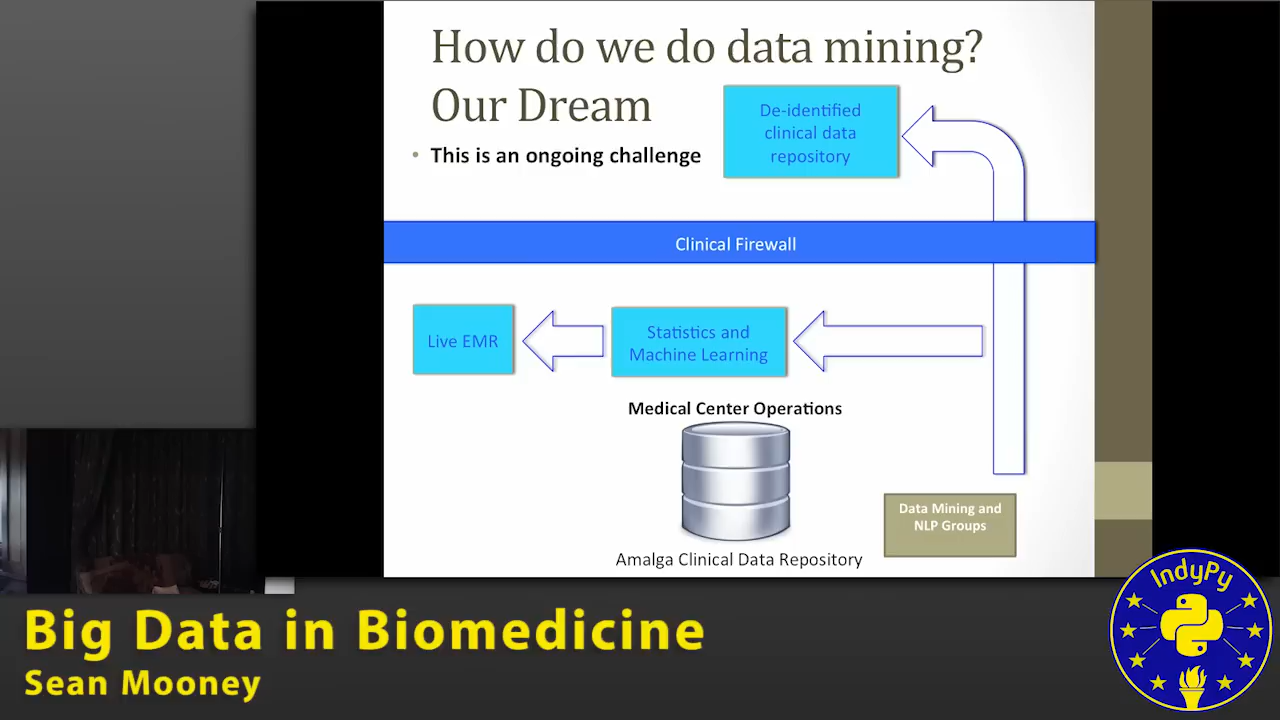 How do we do data mining?
Our Dream
• This is an ongoing challenge
De-identified
clinical data
repository
Clinical Firewall
Live EMR
Statistics and
Machine Learning
Medical Center Operations
Amalga Clinical Data Repository
Data Mining and
NLP Groups
Big Data in Biomedicine
Sean Mooney
IndyPy